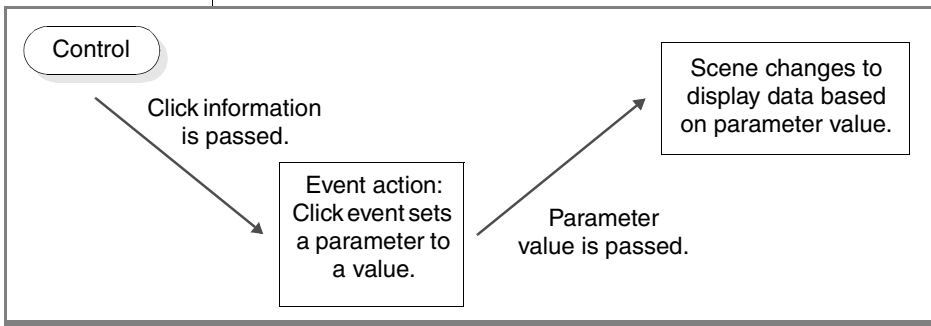 Control
Click information
is passed.
Event action:
Click event sets
a parameter to
a value.
Parameter
value is passed.
Scene changes to
display data based
on parameter value.